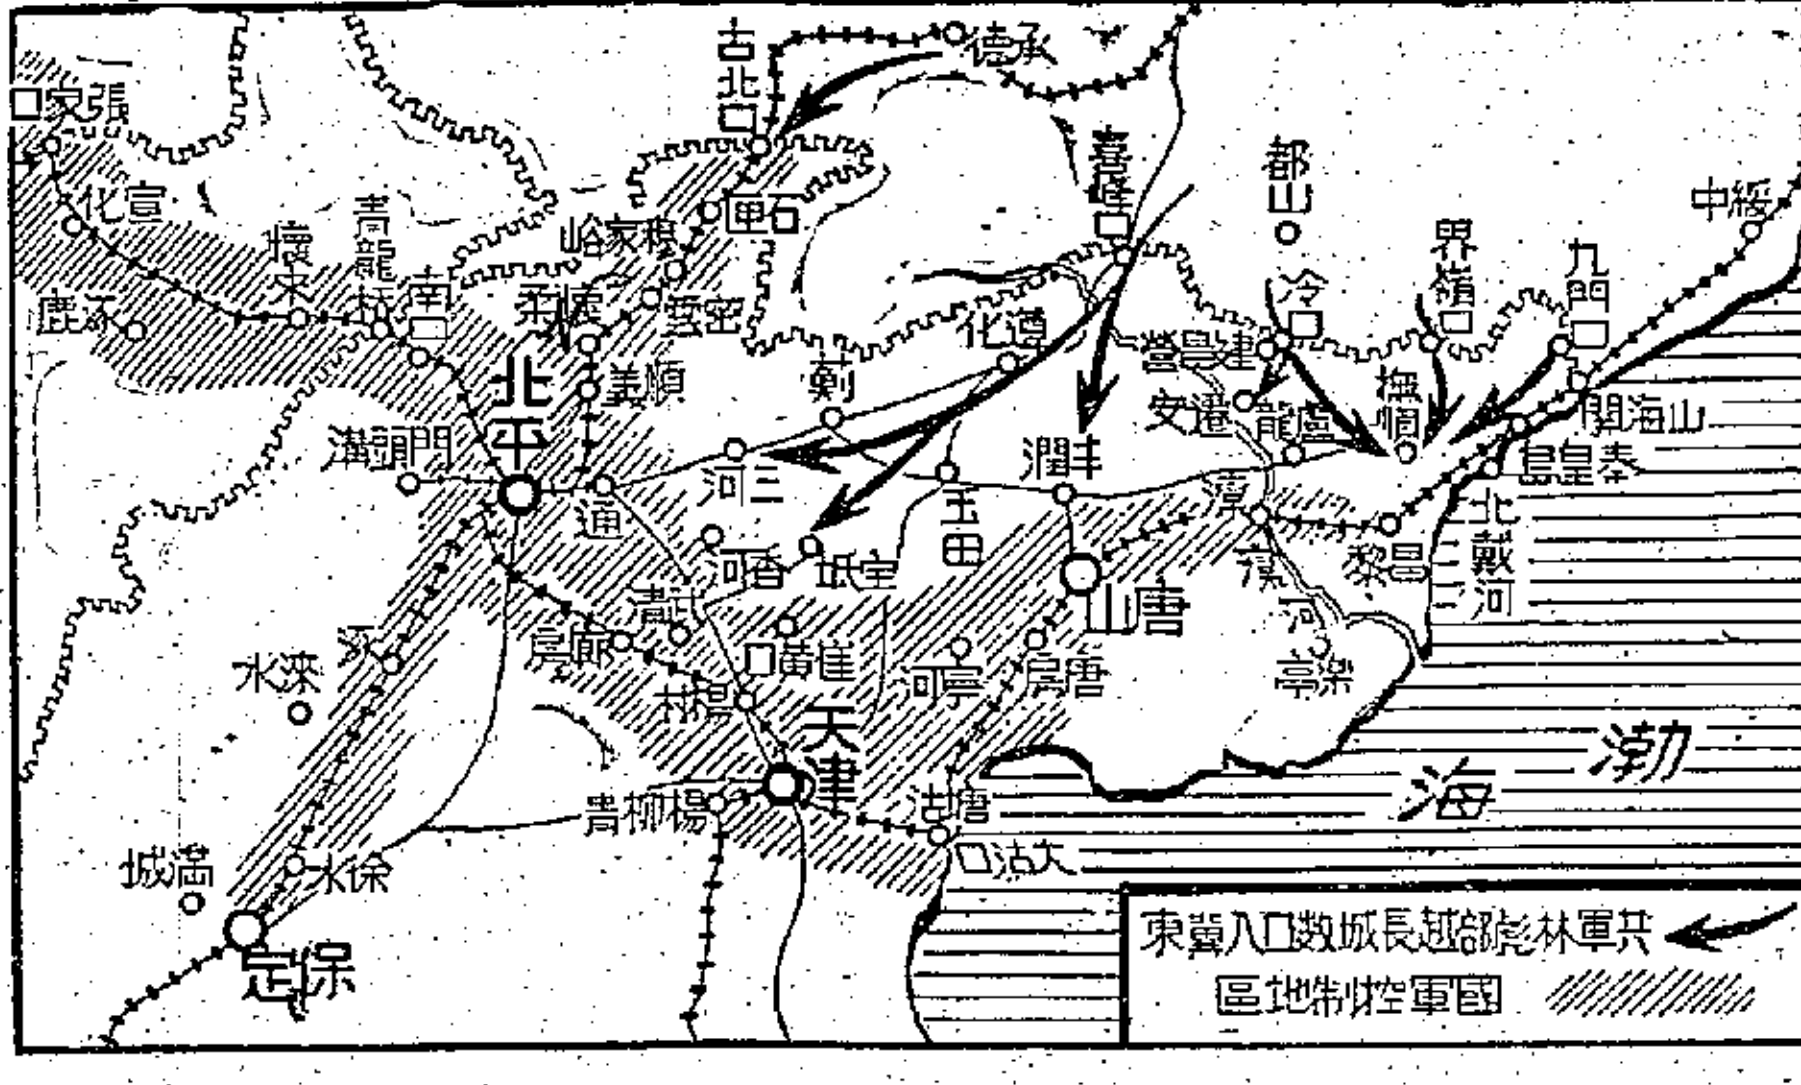 承德
古北口
張家口
喜峰口
都山
綏中
宣化
青龍橋
懷來
南口
石匣
穆家峪
密雲
懷柔
順義
涿鹿
冷口
界嶺口
九門口
建昌營
遵化
薊
遷安
盧龍
撫寧
山海關
秦皇島
北戴河
北平
門頭溝
通
三河
豐潤
玉田
灤
灤河
昌黎
香河
寶坻
武清
廊房
崔黃口
楊村
唐山
唐房
寧河
樂亭
涿
淶水
天津
楊柳青
塘沽
大沽口
渤海
滿城
徐水
保定
共軍林彪部越長城数口入冀東
國軍控制地區